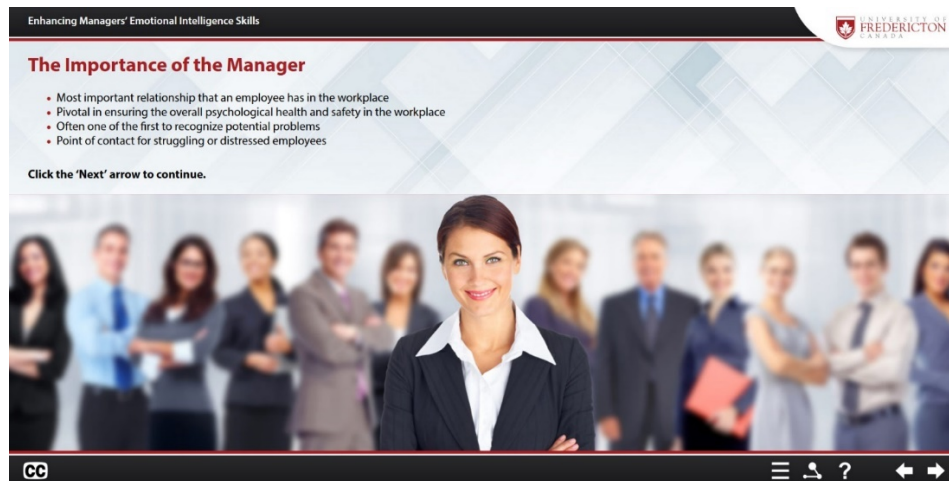 Enhancing Managers' Emotional Intelligence Skills
UNIVERSITY OF
FREDERICTON
CANADA
The Importance of the Manager
• Most important relationship that an employee has in the workplace
• Pivotal in ensuring the overall psychological health and safety in the workplace
• Often one of the first to recognize potential problems
• Point of contact for struggling or distressed employees
Click the 'Next' arrow to continue.
CC
?